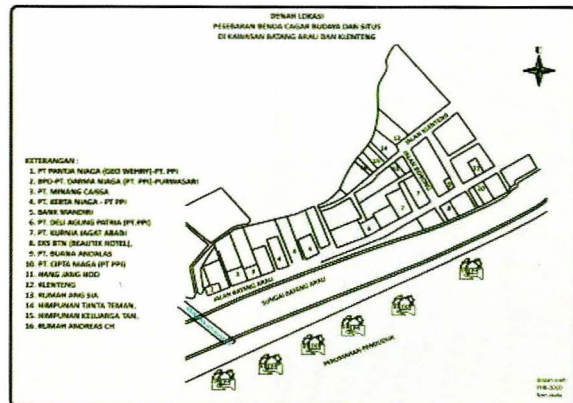 DENAH LOKASI
PESEBARAN BENDA CAGAR BUDAYA DAN SITUS
DI KAWASAN BATANG ARAU DAN KLENTENG
U
KETERANGAN :
1. PT PANTJA NIAGA (GEO WEHRY)-PT. PPI
2. BPD-PT. DARMA NIAGA (PT. PPI)-PURWASARI
3. PT. MINANG CAISSA
4. PT. KERTA NIAGA - PT PPI
5. BANK MANDIRI
6. PT. DELI AGUNG PATRIA (PT.PPI)
7. PT. KURNIA JAGAT ABADI
8. EKS BTN (BEAUTIK HOTEL),
9. PT. BUANA ANDALAS
10. PT. CIPTA NIAGA (PT PPI)
11. HANG JANG HOO
12. KLENTENG
13. RUMAH ANG SIA
14. HIMPUNAN TJINTA TEMAN,
15. HIMPUNAN KELUARGA TAN,
16. RUMAH ANDREAS CH
JALAN KLENTENG
JALAN BATANG ARAU
SUNGAI BATANG ARAU
PERUMAHAN PENDUDUK